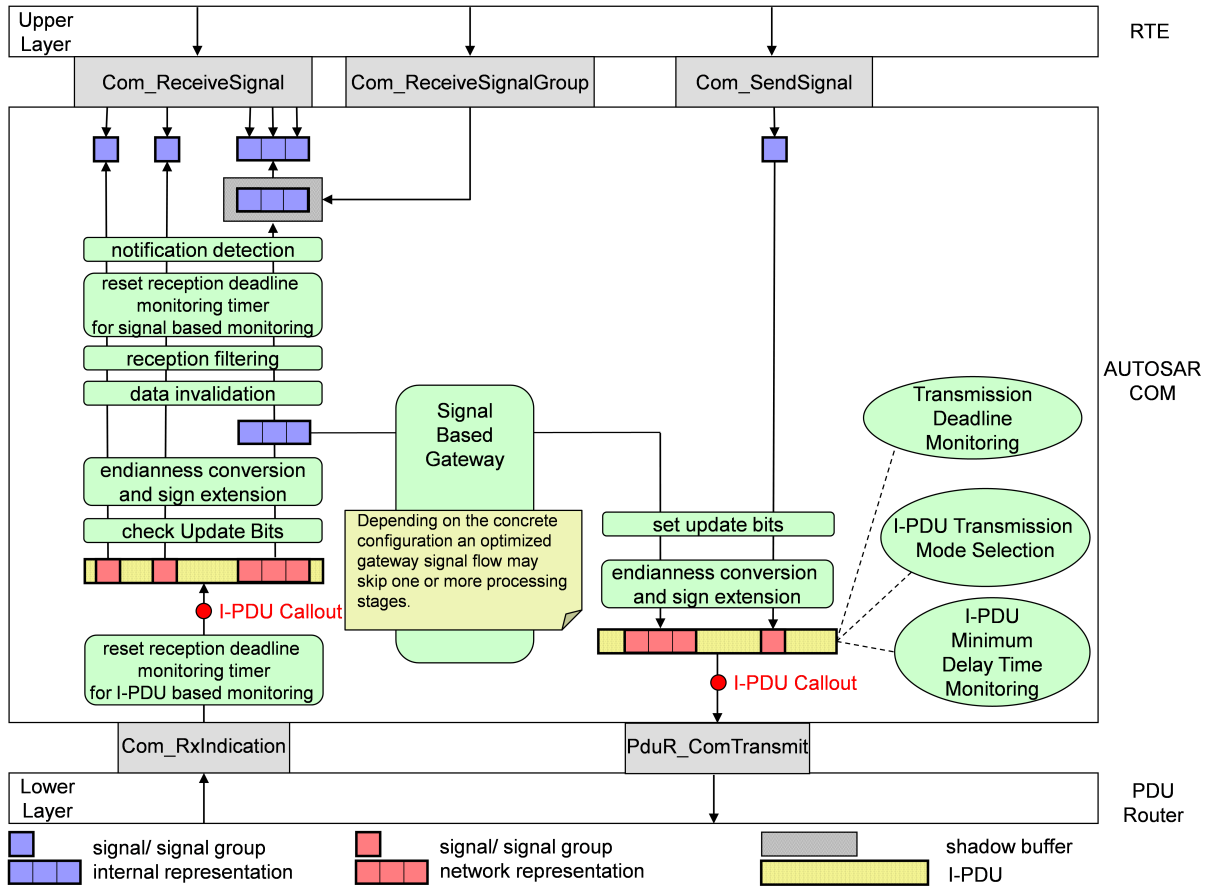 Upper
Layer
RTE
Com_ReceiveSignal
Com_ReceiveSignalGroup
Com_SendSignal
notification detection
reset reception deadline
monitoring timer
for signal based monitoring
reception filtering
data invalidation
endianness conversion
and sign extension
check Update Bits
I-PDU Callout
reset reception deadline
monitoring timer
for I-PDU based monitoring
Signal
Based
Gateway
Depending on the concrete
configuration an optimized
gateway signal flow may
skip one or more processing
stages.
set update bits
endianness conversion
and sign extension
I-PDU Callout
Transmission
Deadline
Monitoring
I-PDU Transmission
Mode Selection
I-PDU
Minimum
Delay Time
Monitoring
AUTOSAR
COM
Com_RxIndication
PduR_ComTransmit
Lower
Layer
PDU
Router
signal/ signal group
internal representation
signal/ signal group
network representation
shadow buffer
I-PDU